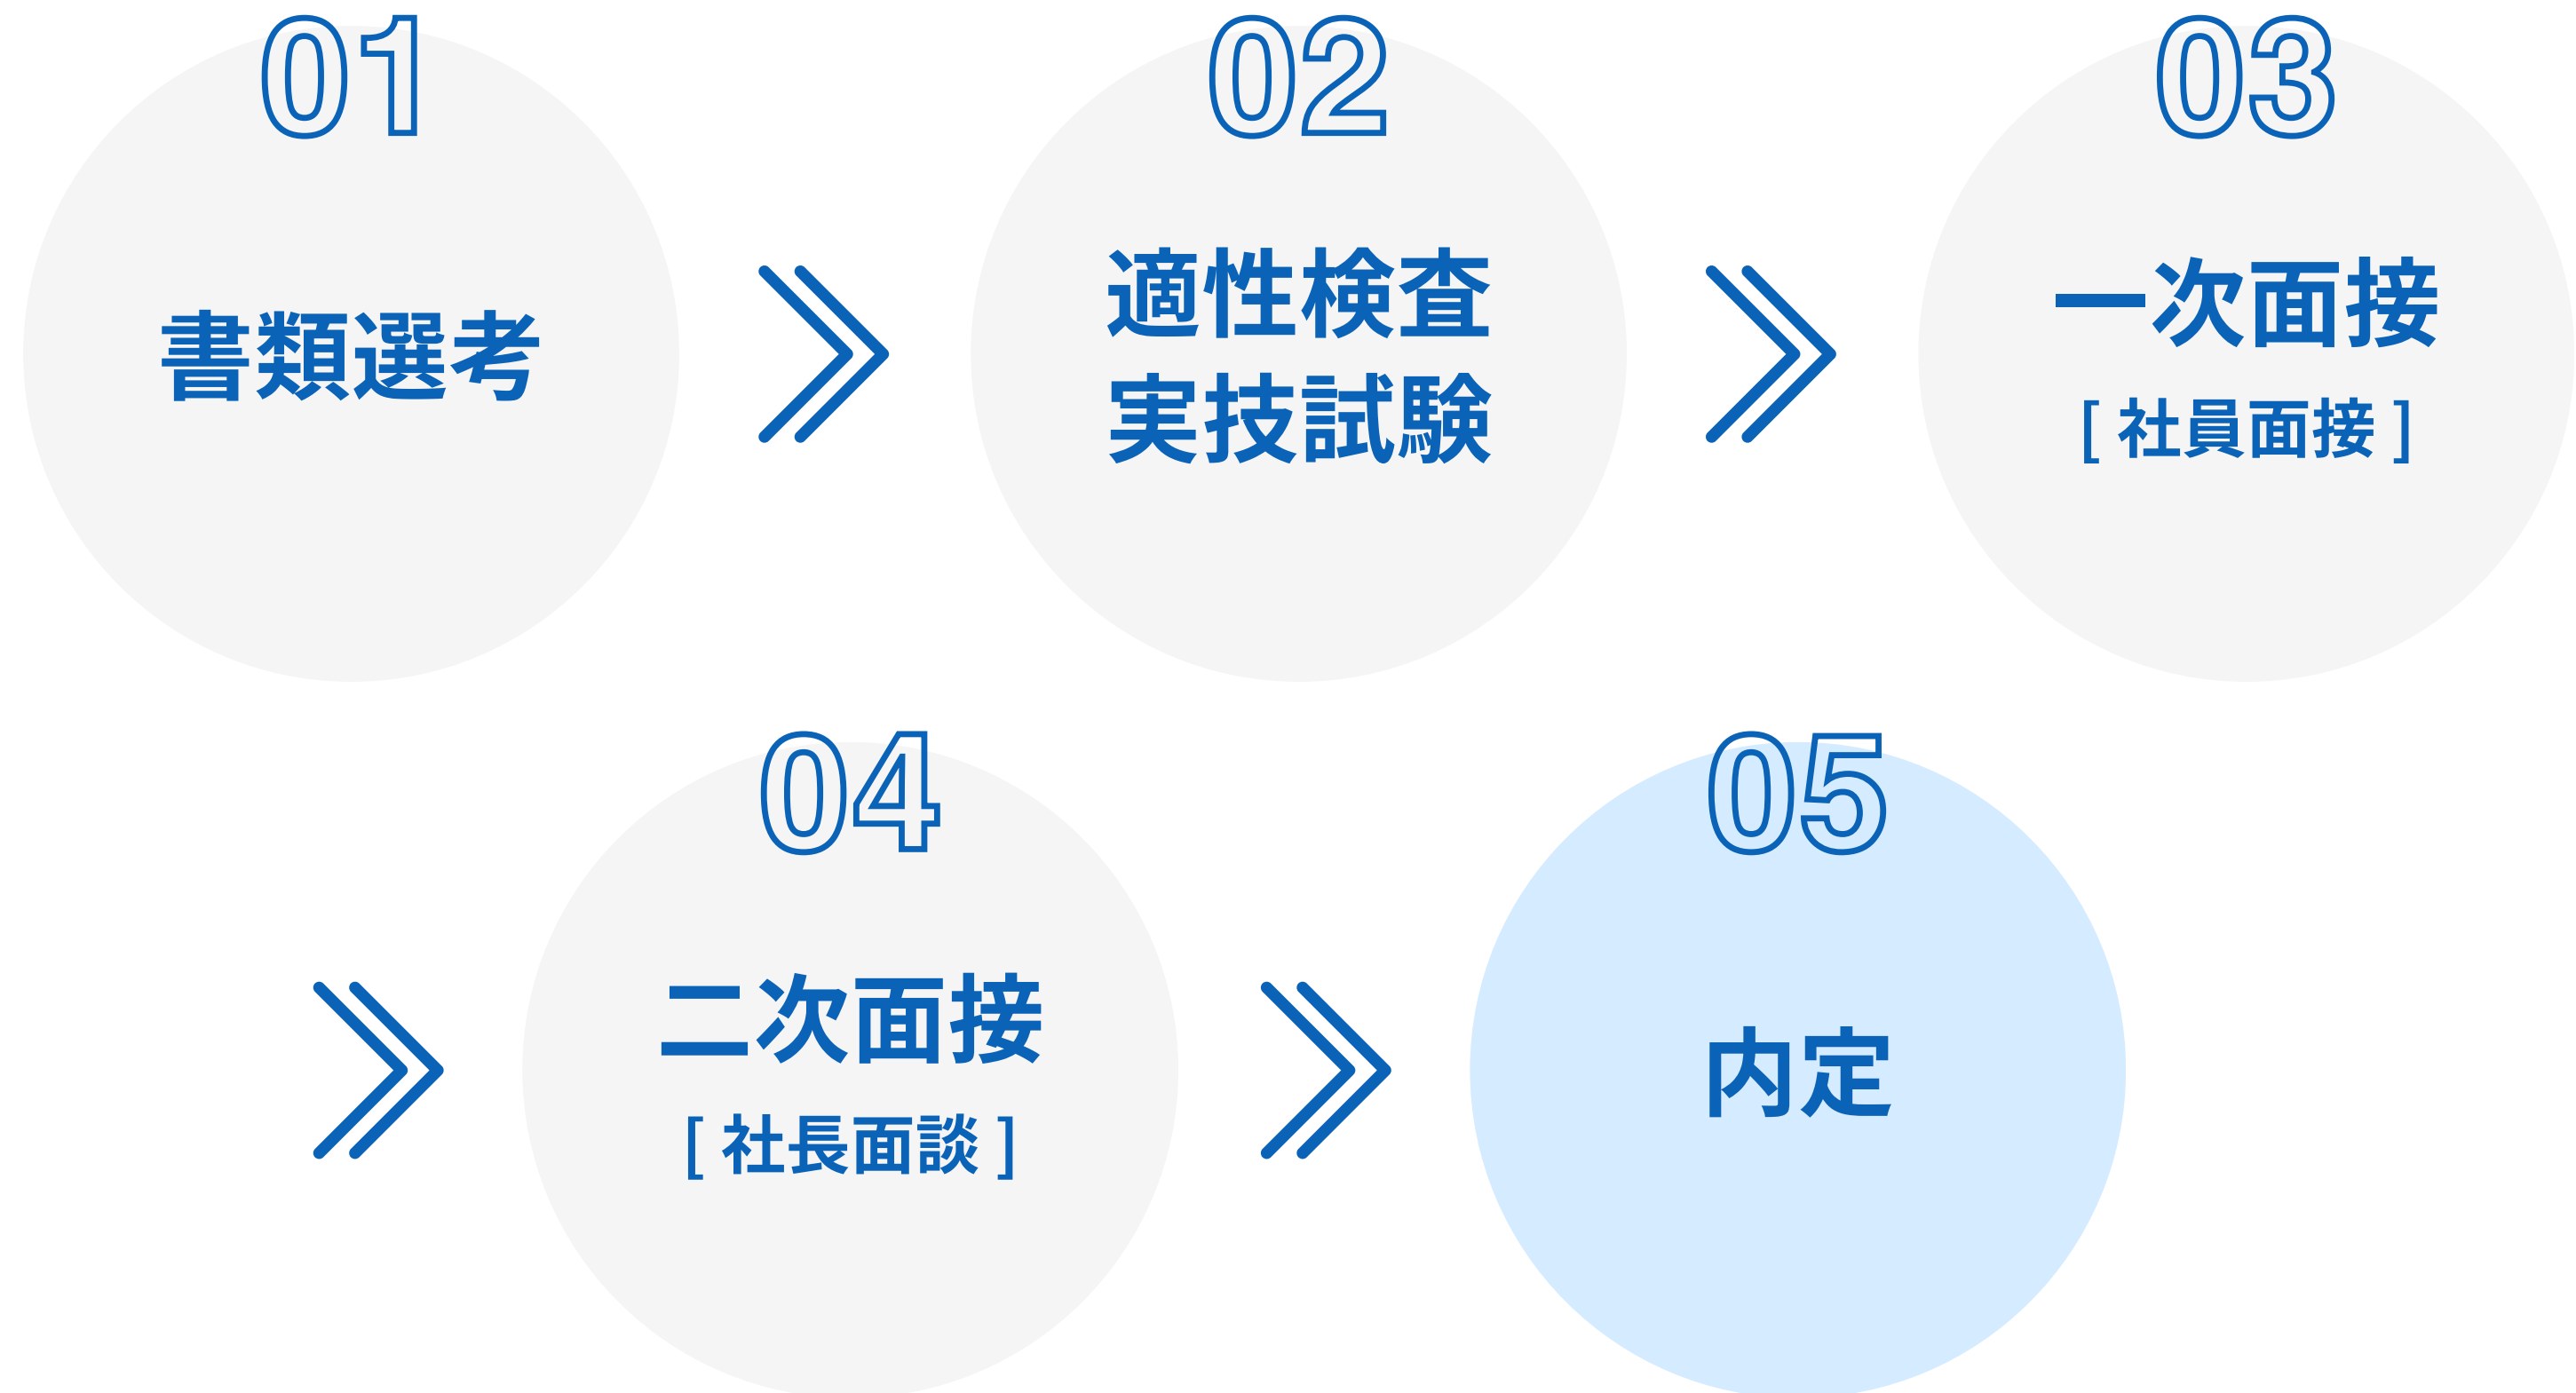 01
書類選考
02
適性検査
実技試験
03
一次面接
[ 社員面接 ]
04
二次面接
[ 社長面談 ]
05
内定